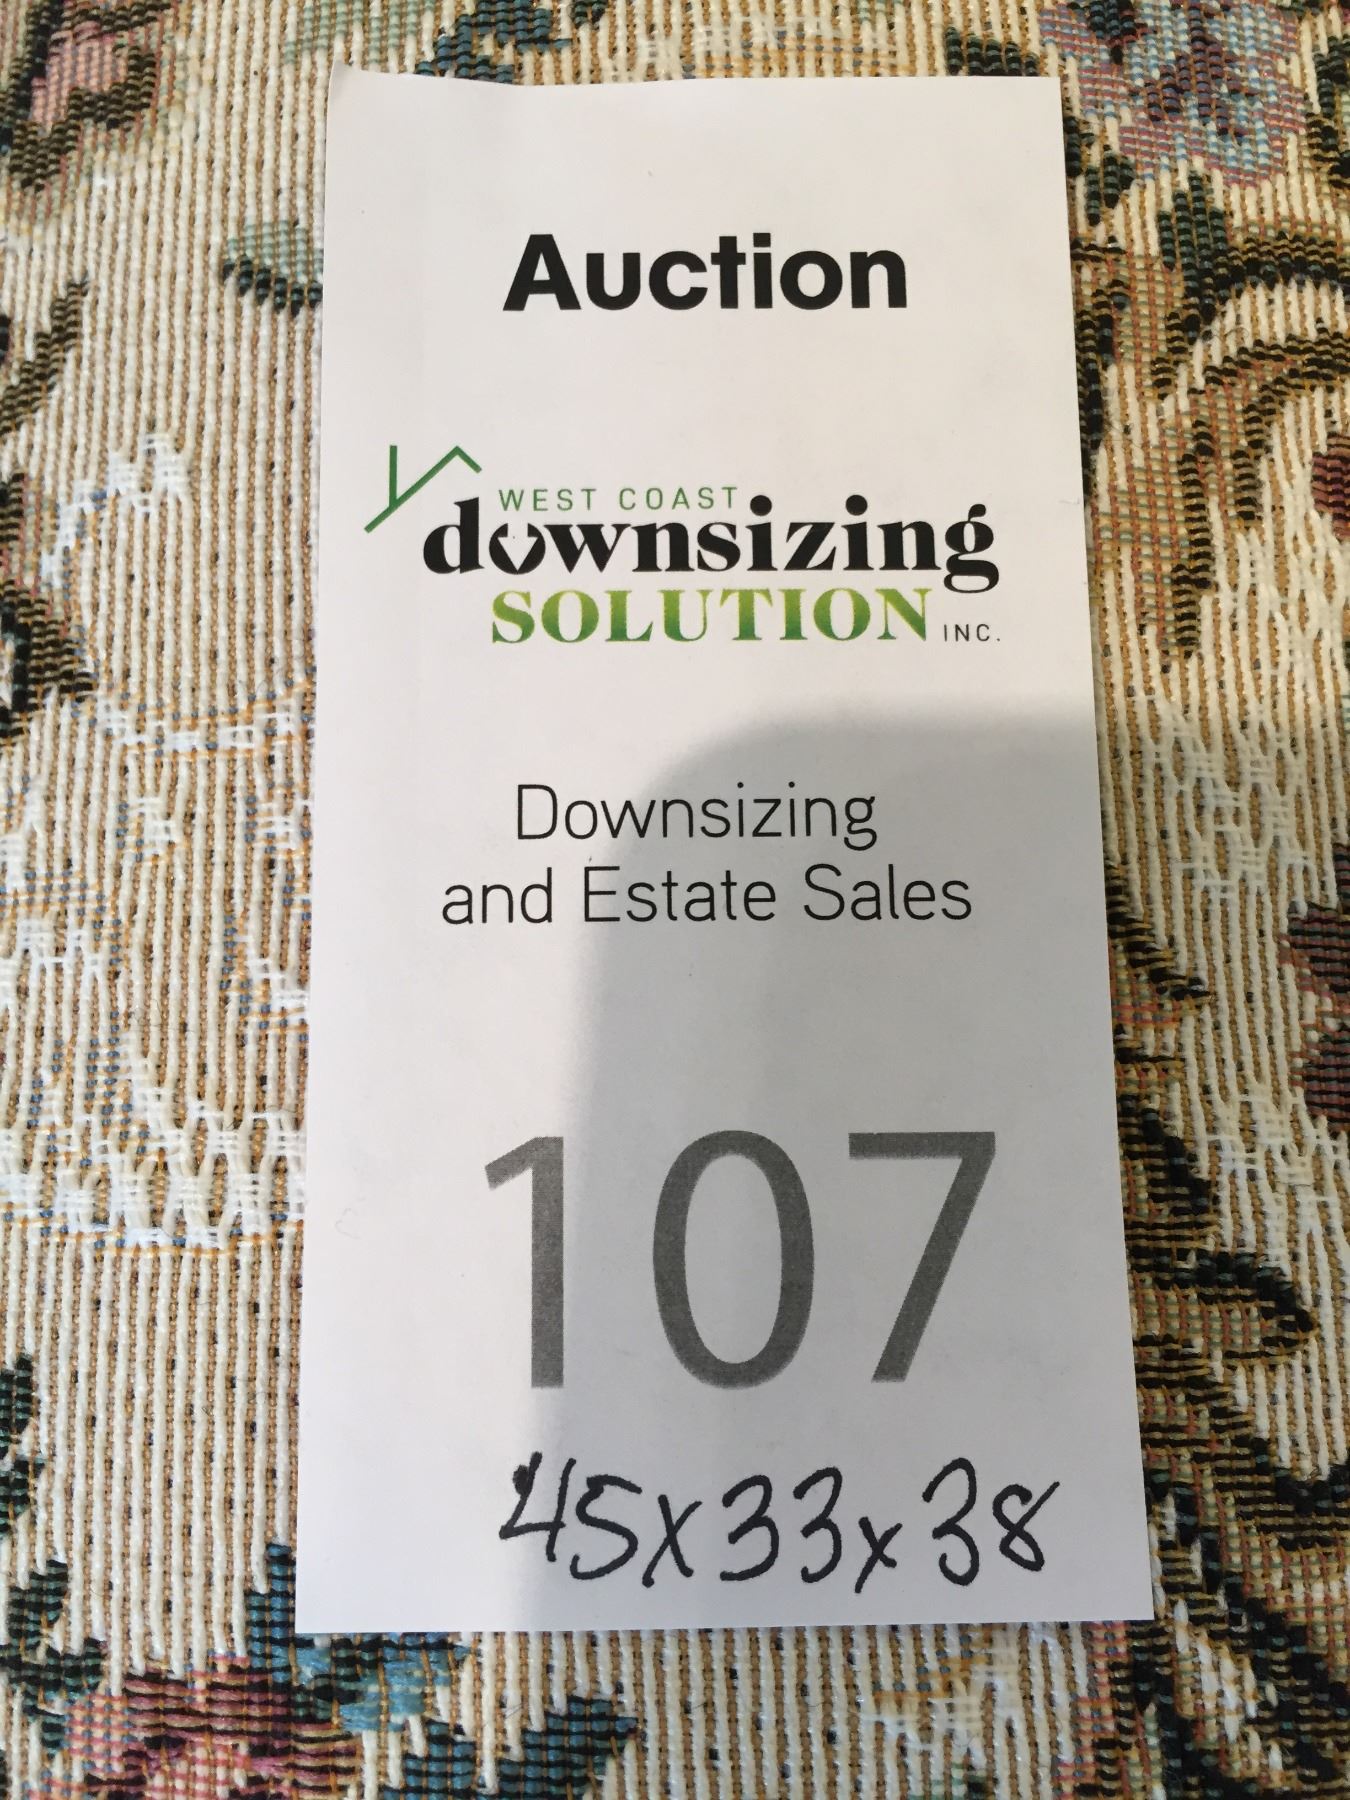 Auction
WEST COAST
downsizing
SOLUTION INC.
Downsizing
and Estate Sales
107
45x33x38